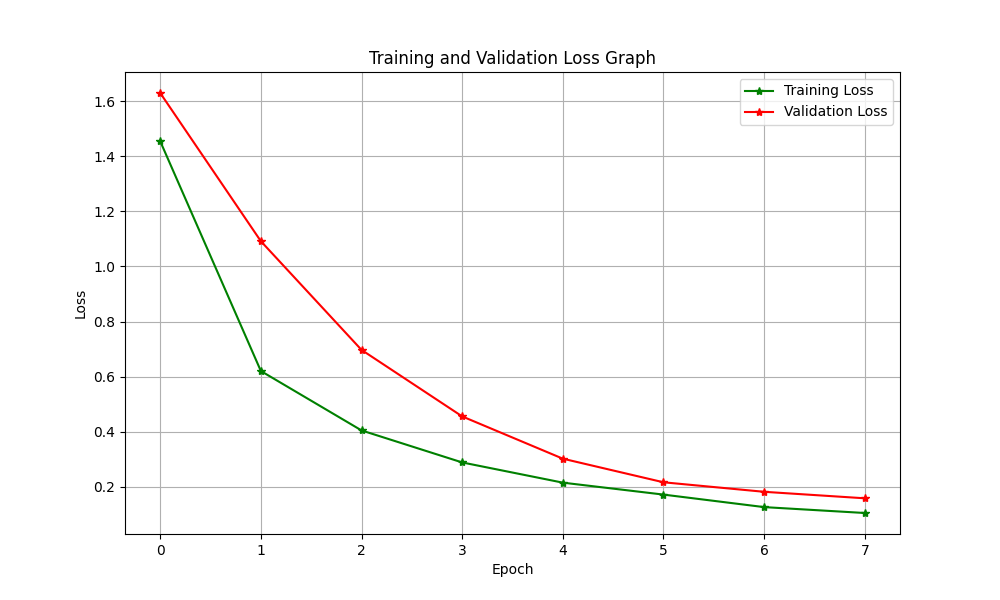 Training and Validation Loss Graph
Training Loss
Validation Loss
Loss
1.6
1.4
1.2
1.0
0.8
0.6
0.4
0.2
0 1 2 3 4 5 6 7
Epoch